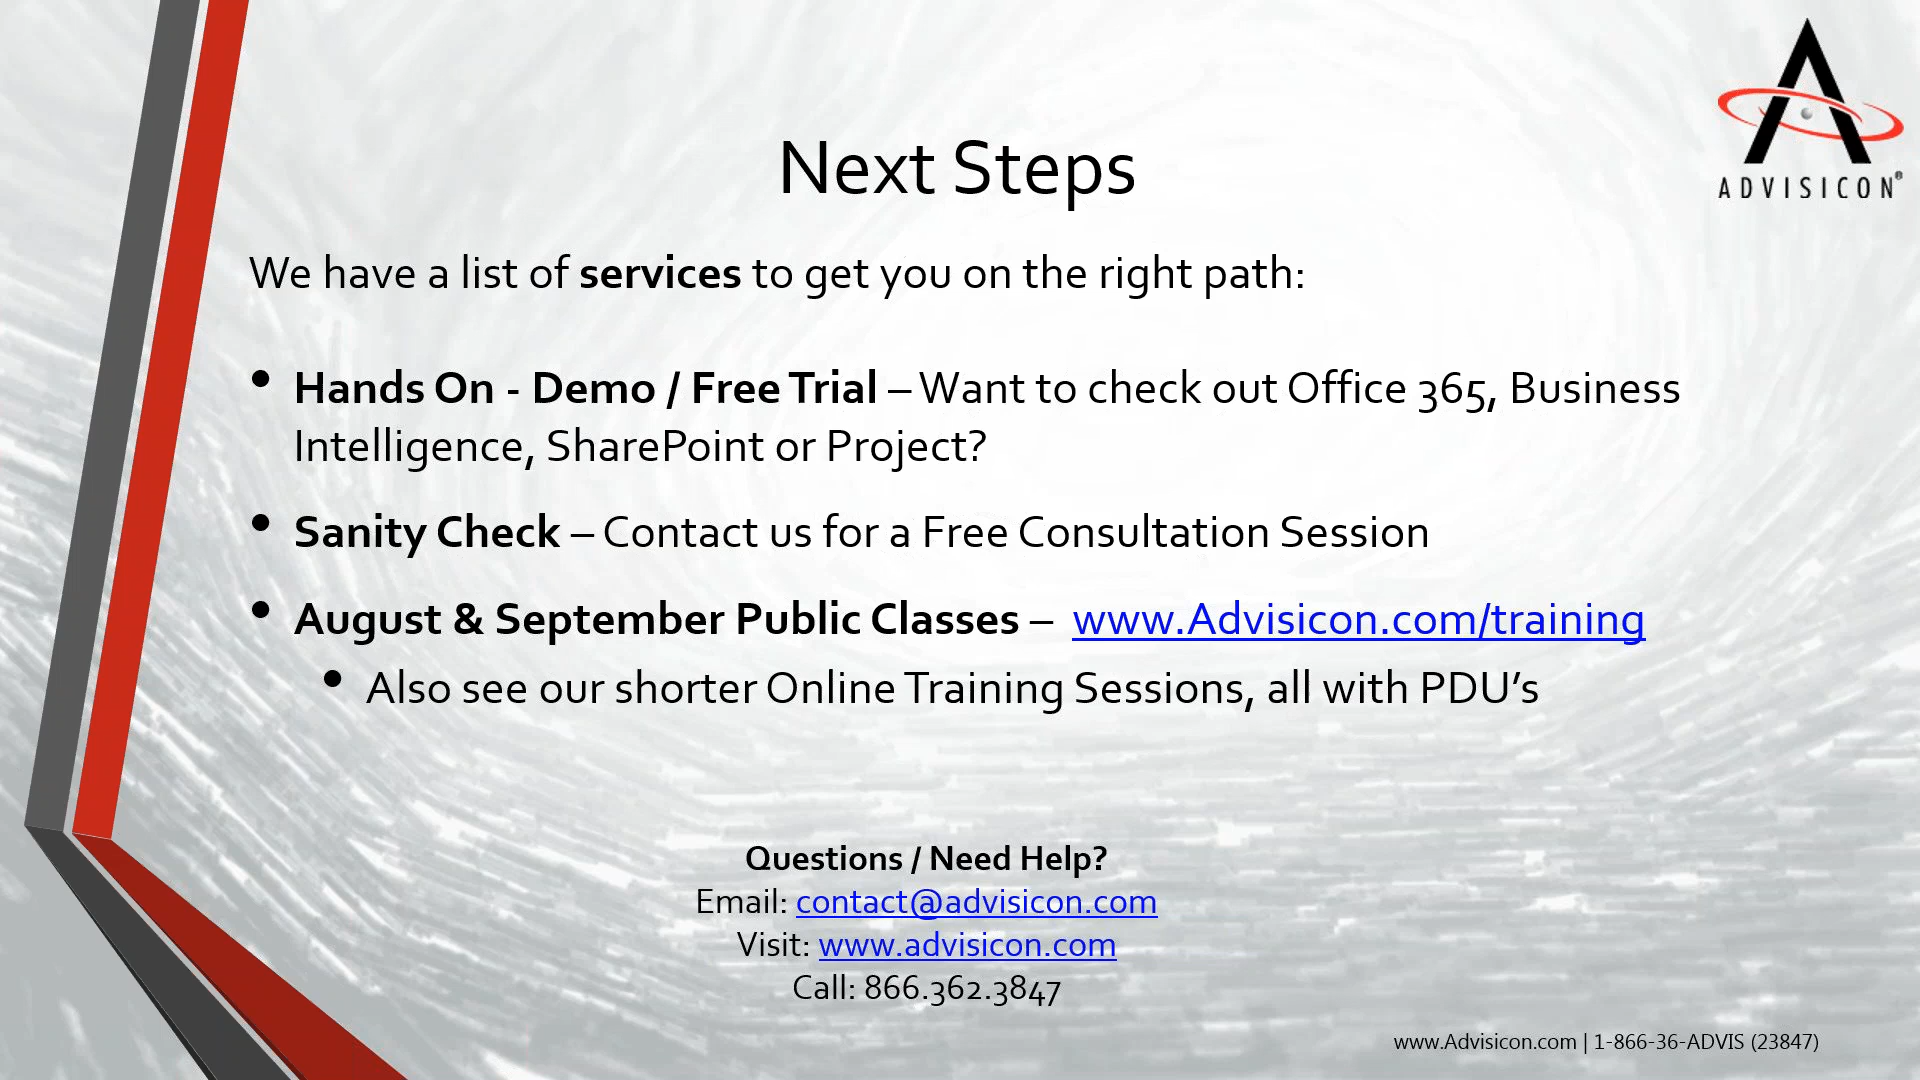 ADVISICON®
Next Steps
We have a list of services to get you on the right path:
• Hands On - Demo / Free Trial – Want to check out Office 365, Business
Intelligence, SharePoint or Project?
• Sanity Check – Contact us for a Free Consultation Session
• August & September Public Classes – www.Advisicon.com/training
• Also see our shorter Online Training Sessions, all with PDU’s
Questions / Need Help?
Email: contact@advisicon.com
Visit: www.advisicon.com
Call: 866.362.3847
www.Advisicon.com | 1-866-36-ADVIS (23847)